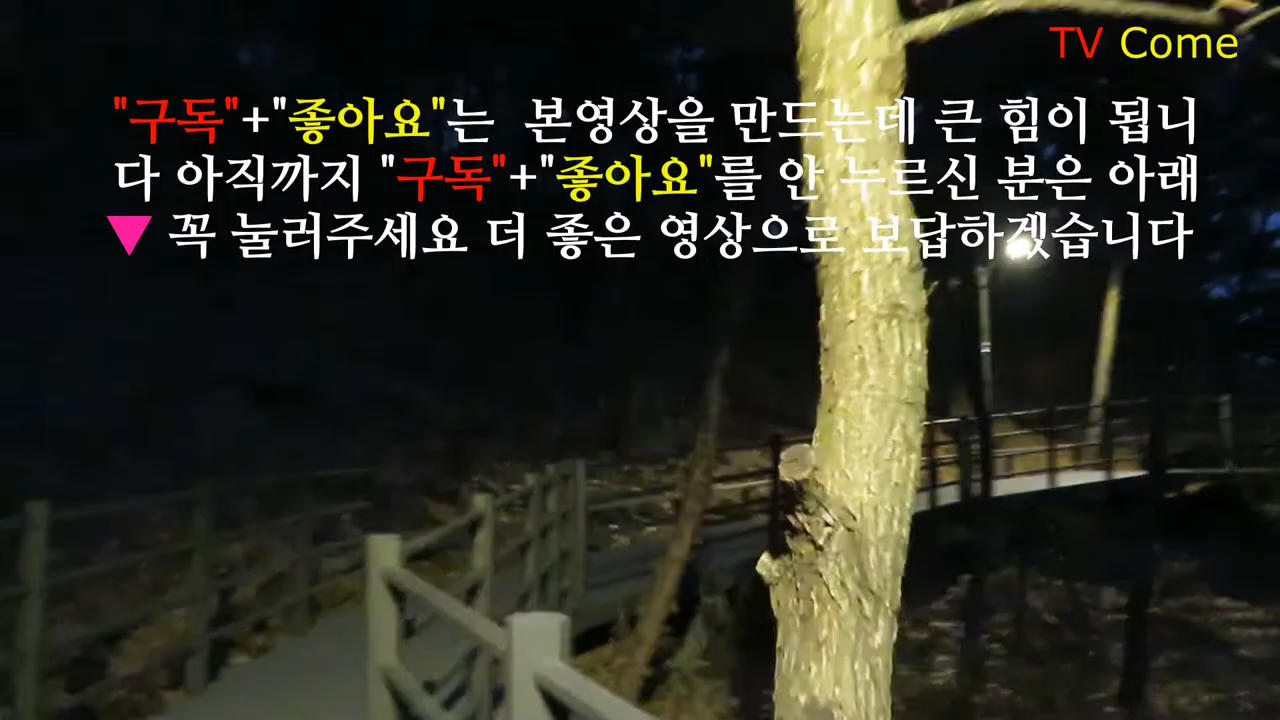 TV Come
"구독"+"좋아요"는 본영상을 만드는데 큰 힘이 됩니
다 아직까지 "구독"+"좋아요"를 안 누르신 분은 아래
▼ 꼭 눌러주세요 더 좋은 영상으로 보답하겠습니다